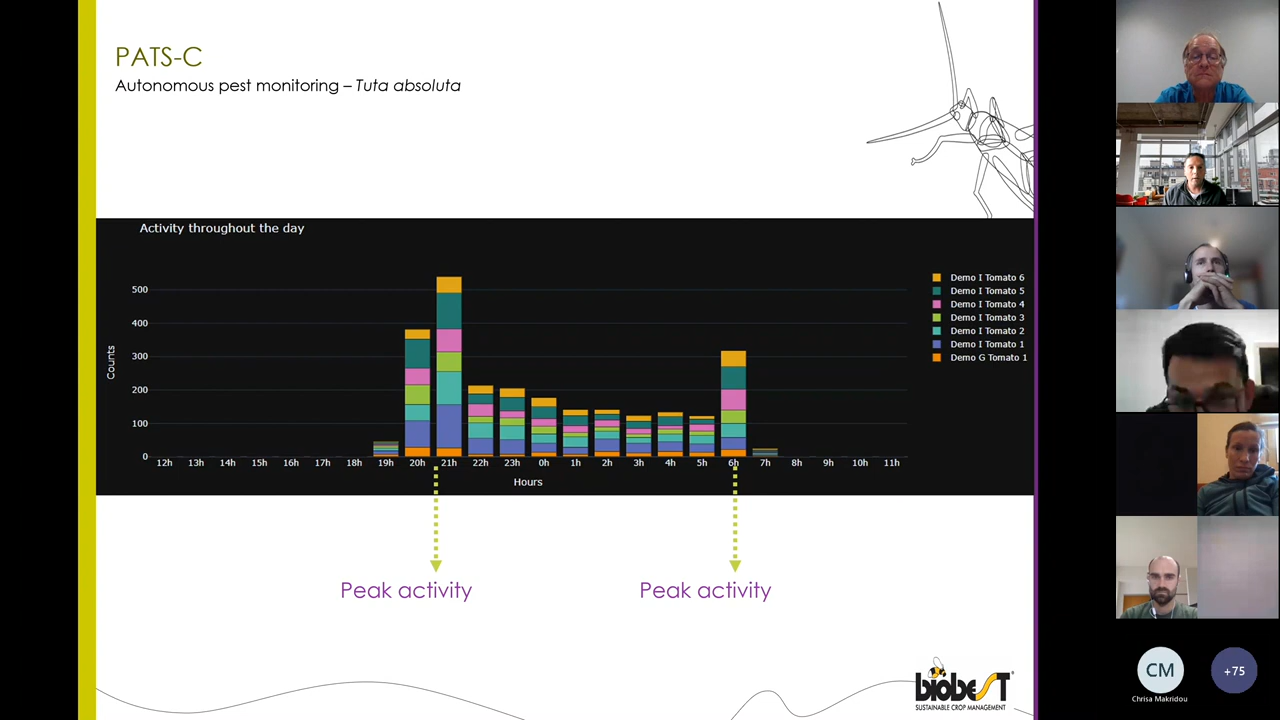 PATS-C
Autonomous pest monitoring – Tuta absoluta
Activity throughout the day
Counts
500
400
300
200
100
0
12h 13h 14h 15h 16h 17h 18h 19h 20h 21h 22h 23h 0h 1h 2h 3h 4h 5h 6h 7h 8h 9h 10h 11h
Hours
Demo I Tomato 6
Demo I Tomato 5
Demo I Tomato 4
Demo I Tomato 3
Demo I Tomato 2
Demo I Tomato 1
Demo G Tomato 1
Peak activity
Peak activity
biobest®
SUSTAINABLE CROP MANAGEMENT
CM
Chrisa Makridou
+75